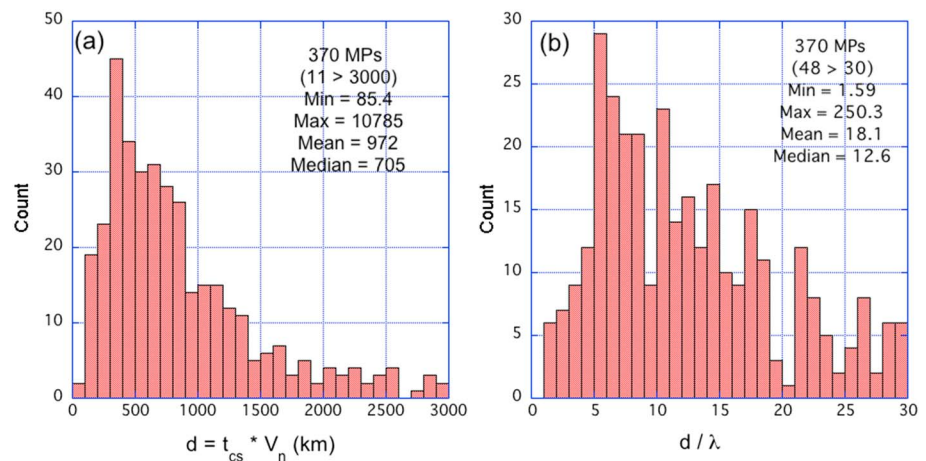 (a)
370 MPs
(11 > 3000)
Min = 85.4
Max = 10785
Mean = 972
Median = 705
50
40
30
20
10
0
Count
0 500 1000 1500 2000 2500 3000
d = t_cs * V_n (km)
(b)
370 MPs
(48 > 30)
Min = 1.59
Max = 250.3
Mean = 18.1
Median = 12.6
30
25
20
15
10
5
0
Count
0 5 10 15 20 25 30
d / λ